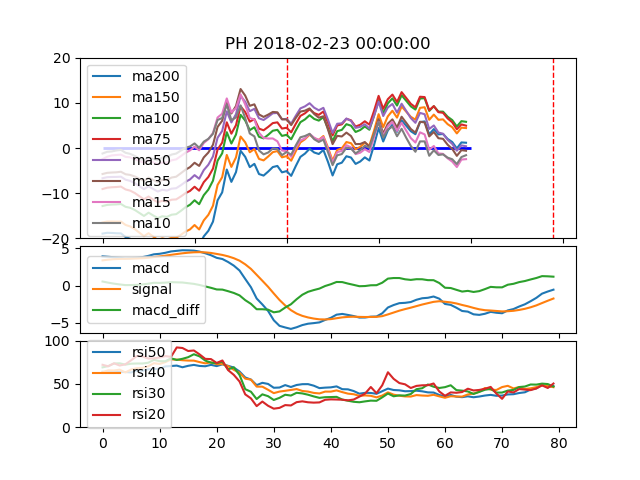 PH 2018-02-23 00:00:00
20
10
0
−10
−20
ma200
ma150
ma100
ma75
ma50
ma35
ma15
ma10
5
0
−5
macd
signal
macd_diff
100
50
0
rsi50
rsi40
rsi30
rsi20
0 10 20 30 40 50 60 70 80